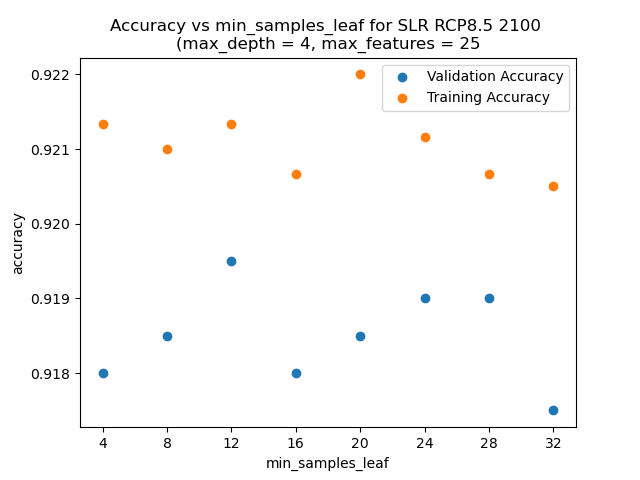 Accuracy vs min_samples_leaf for SLR RCP8.5 2100
(max_depth = 4, max_features = 25
Validation Accuracy
Training Accuracy
0.922
0.921
0.920
0.919
0.918
accuracy
4 8 12 16 20 24 28 32
min_samples_leaf